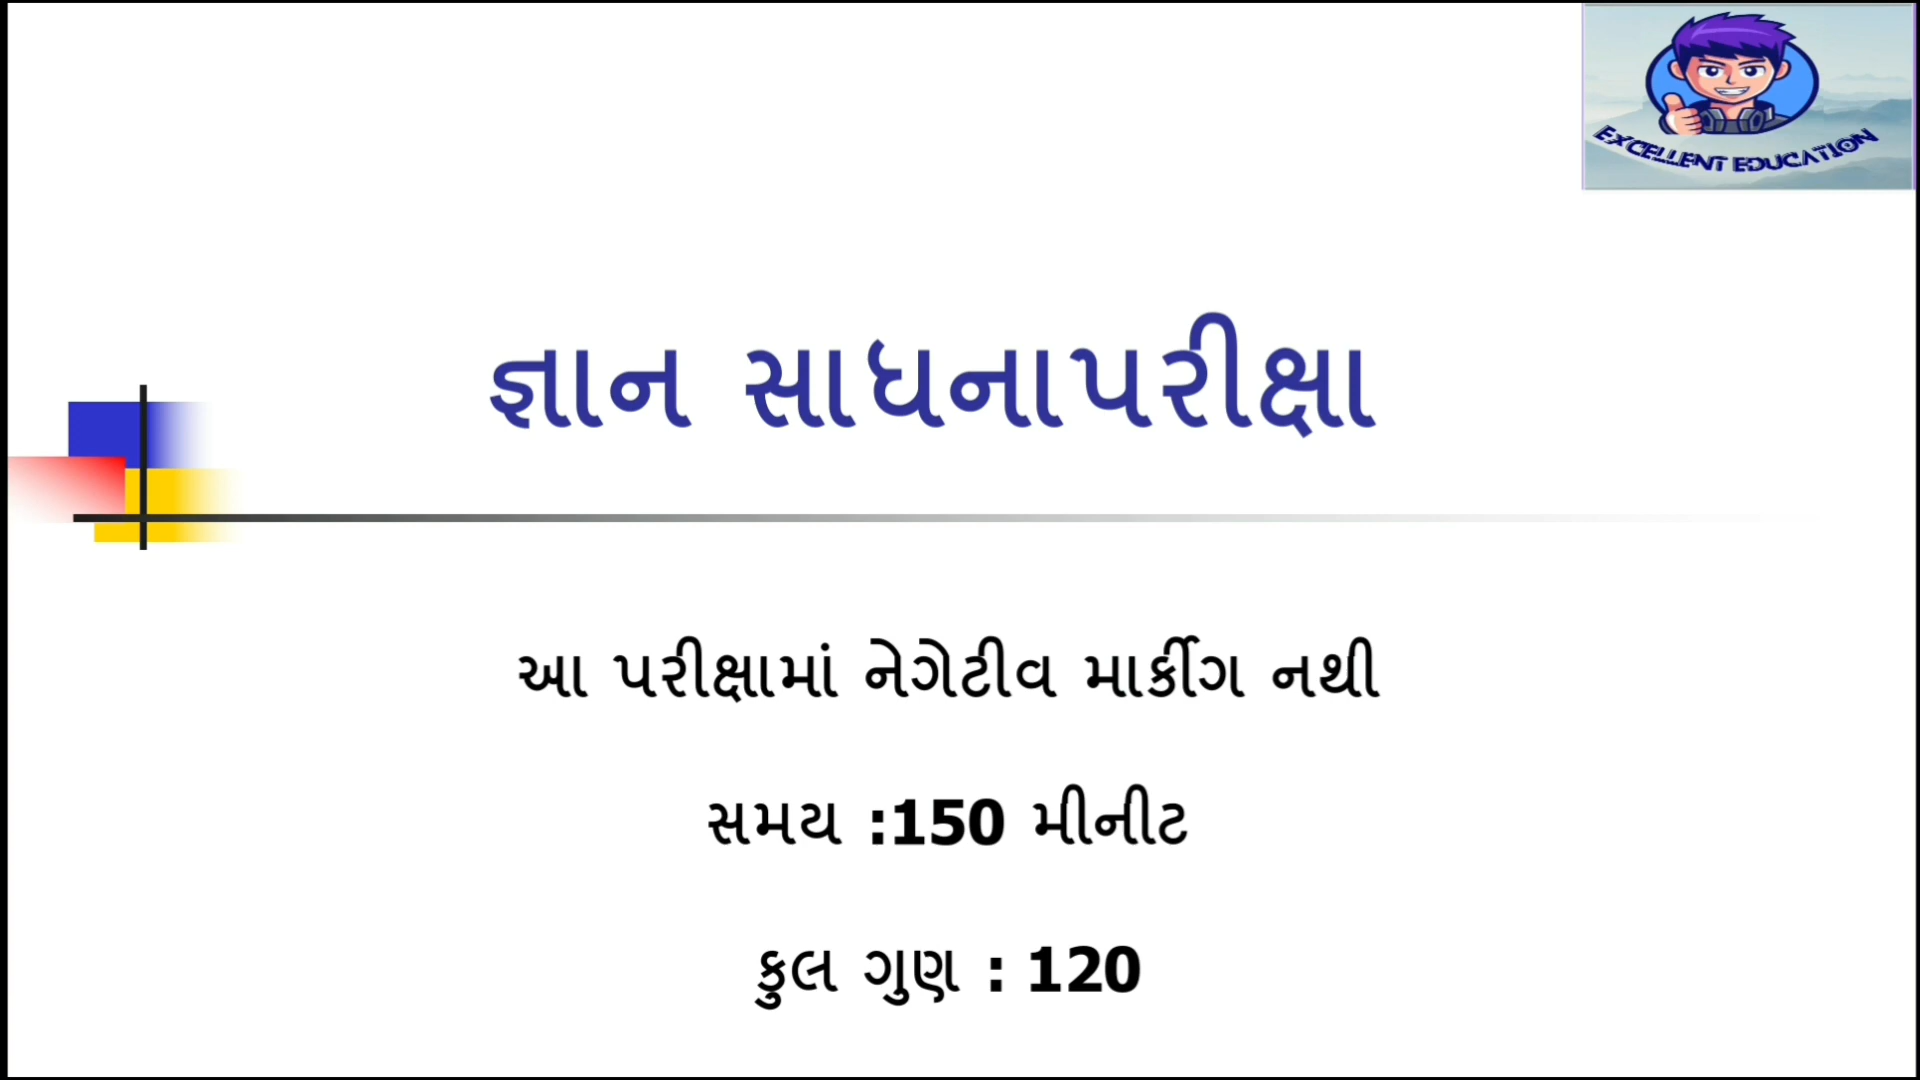 EXCELLENT EDUCATION
જ્ઞાન સાધનાપરીક્ષા
આ પરીક્ષામાં નેગેટીવ માર્કીગ નથી
સમય :150 મીનીટ
કુલ ગુણ : 120